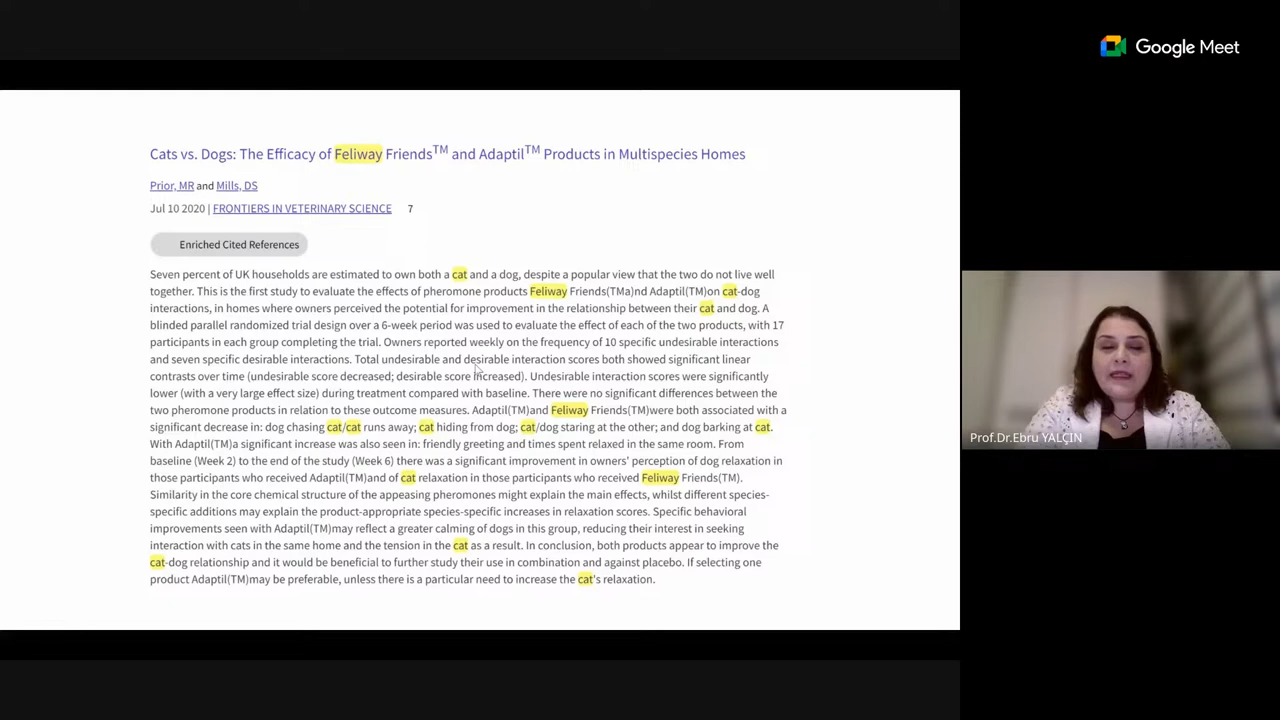 Google Meet
Cats vs. Dogs: The Efficacy of Feliway Friends™ and Adaptil™ Products in Multispecies Homes
Prior, MR and Mills, DS
Jul 10 2020 | FRONTIERS IN VETERINARY SCIENCE 7
Enriched Cited References
Seven percent of UK households are estimated to own both a cat and a dog, despite a popular view that the two do not live well
together. This is the first study to evaluate the effects of pheromone products Feliway Friends(TMa)nd Adaptil(TM)on cat-dog
interactions, in homes where owners perceived the potential for improvement in the relationship between their cat and dog. A
blinded parallel randomized trial design over a 6-week period was used to evaluate the effect of each of the two products, with 17
participants in each group completing the trial. Owners reported weekly on the frequency of 10 specific undesirable interactions
and seven specific desirable interactions. Total undesirable and desirable interaction scores both showed significant linear
contrasts over time (undesirable score decreased; desirable score increased). Undesirable interaction scores were significantly
lower (with a very large effect size) during treatment compared with baseline. There were no significant differences between the
two pheromone products in relation to these outcome measures. Adaptil(TM)and Feliway Friends(TM)were both associated with a
significant decrease in: dog chasing cat/cat runs away; cat hiding from dog; cat/dog staring at the other; and dog barking at cat.
With Adaptil(TM)a significant increase was also seen in: friendly greeting and times spent relaxed in the same room. From
baseline (Week 2) to the end of the study (Week 6) there was a significant improvement in owners' perception of dog relaxation in
those participants who received Adaptil(TM)and of cat relaxation in those participants who received Feliway Friends(TM).
Similarity in the core chemical structure of the appeasing pheromones might explain the main effects, whilst different species-
specific additions may explain the product-appropriate species-specific increases in relaxation scores. Specific behavioral
improvements seen with Adaptil(TM)may reflect a greater calming of dogs in this group, reducing their interest in seeking
interaction with cats in the same home and the tension in the cat as a result. In conclusion, both products appear to improve the
cat-dog relationship and it would be beneficial to further study their use in combination and against placebo. If selecting one
product Adaptil(TM)may be preferable, unless there is a particular need to increase the cat's relaxation.
Prof.Dr.Ebru YALÇIN